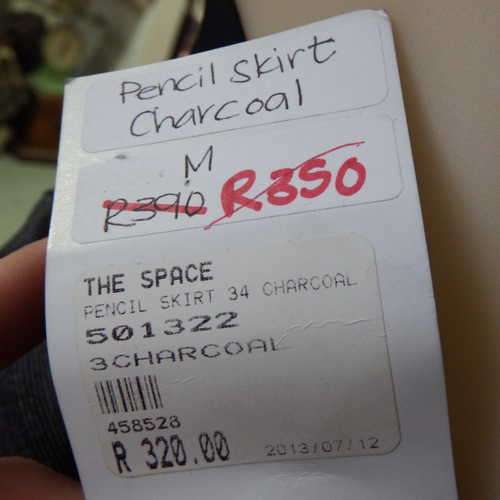 Pencil Skirt
Charcoal
M
R390 R350
THE SPACE
PENCIL SKIRT 34 CHARCOAL
501322
3CHARCOAL
458528
R 320.00 2013/07/12